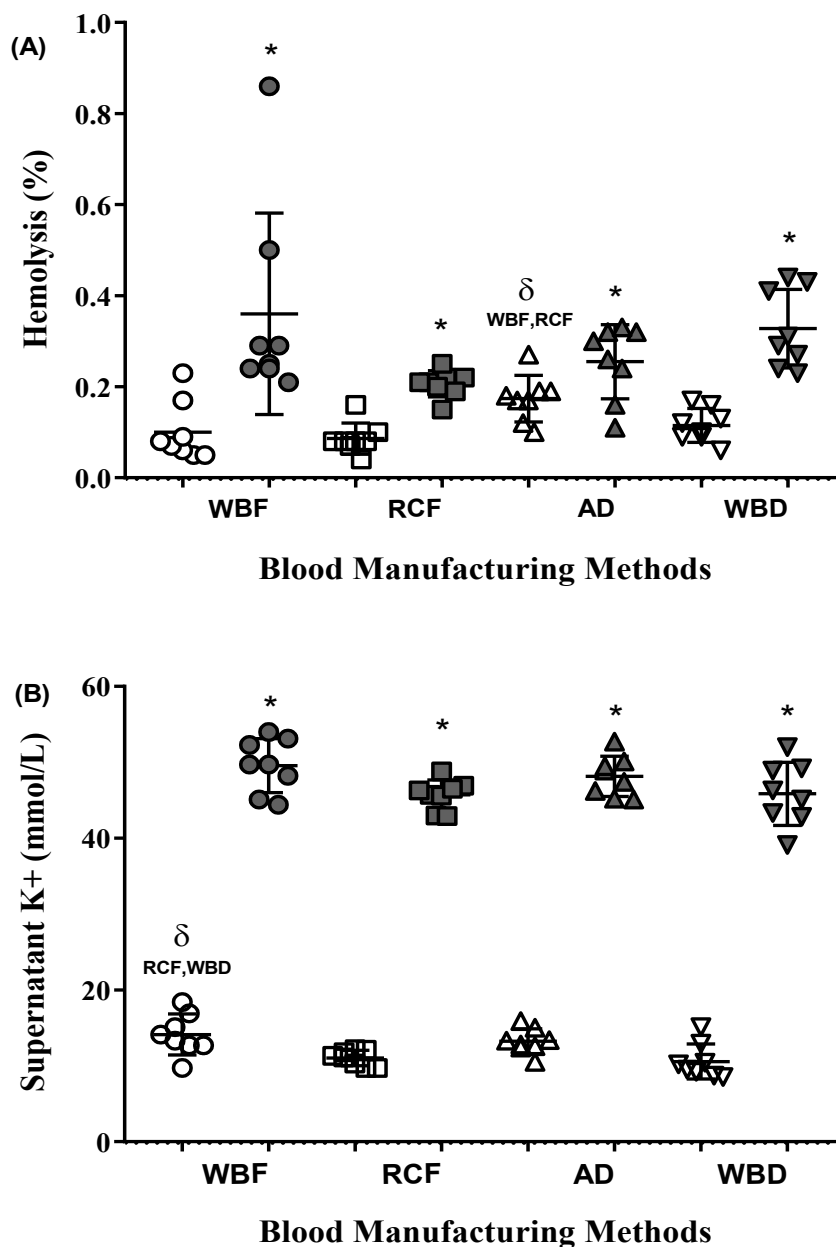 (A)
Hemolysis (%)
1.0
0.8
0.6
0.4
0.2
0.0
*
*
δ
WBF,RCF
*
*
WBF RCF AD WBD
Blood Manufacturing Methods
(B)
Supernatant K+ (mmol/L)
60
40
20
0
*
*
*
*
δ
RCF,WBD
WBF RCF AD WBD
Blood Manufacturing Methods